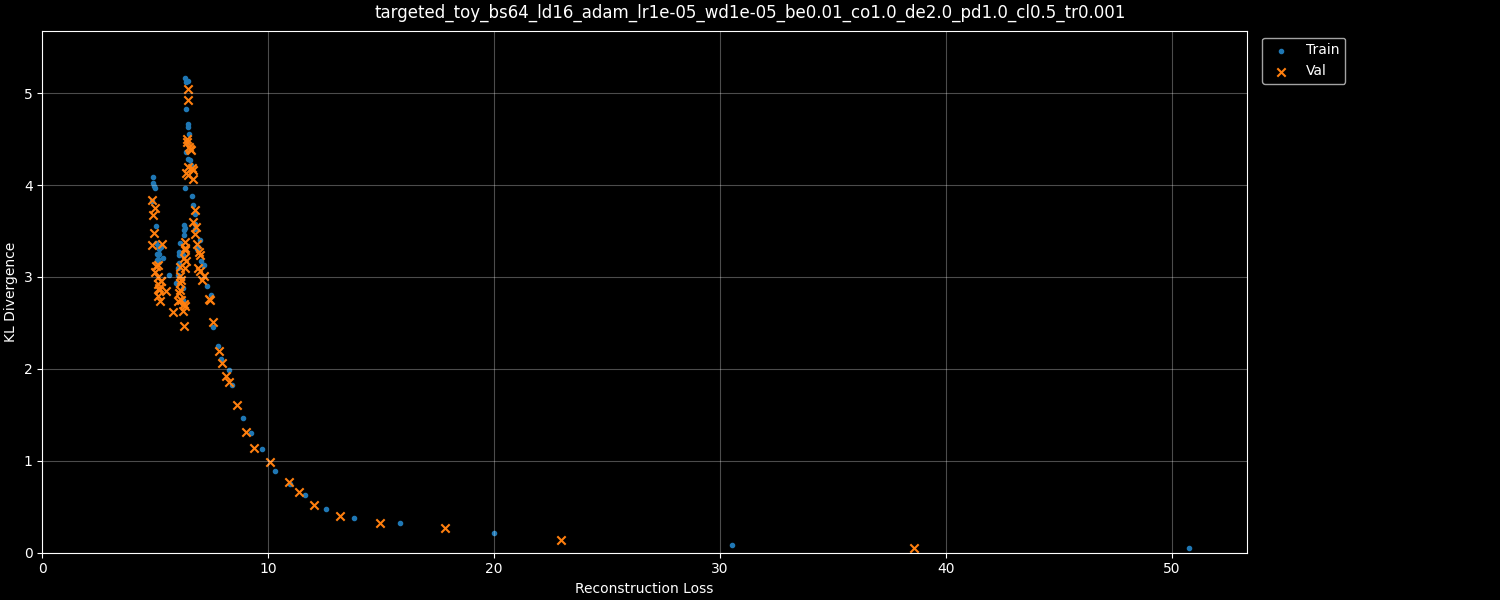 targeted_toy_bs64_ld16_adam_lr1e-05_wd1e-05_be0.01_co1.0_de2.0_pd1.0_cl0.5_tr0.001
Train
Val
KL Divergence
5
4
3
2
1
0
0 10 20 30 40 50
Reconstruction Loss